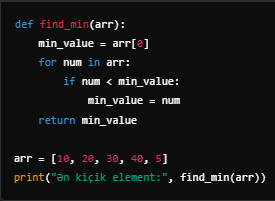 def find_min(arr):
    min_value = arr[0]
    for num in arr:
        if num < min_value:
            min_value = num
    return min_value

arr = [10, 20, 30, 40, 5]
print("Ən kiçik element:", find_min(arr))